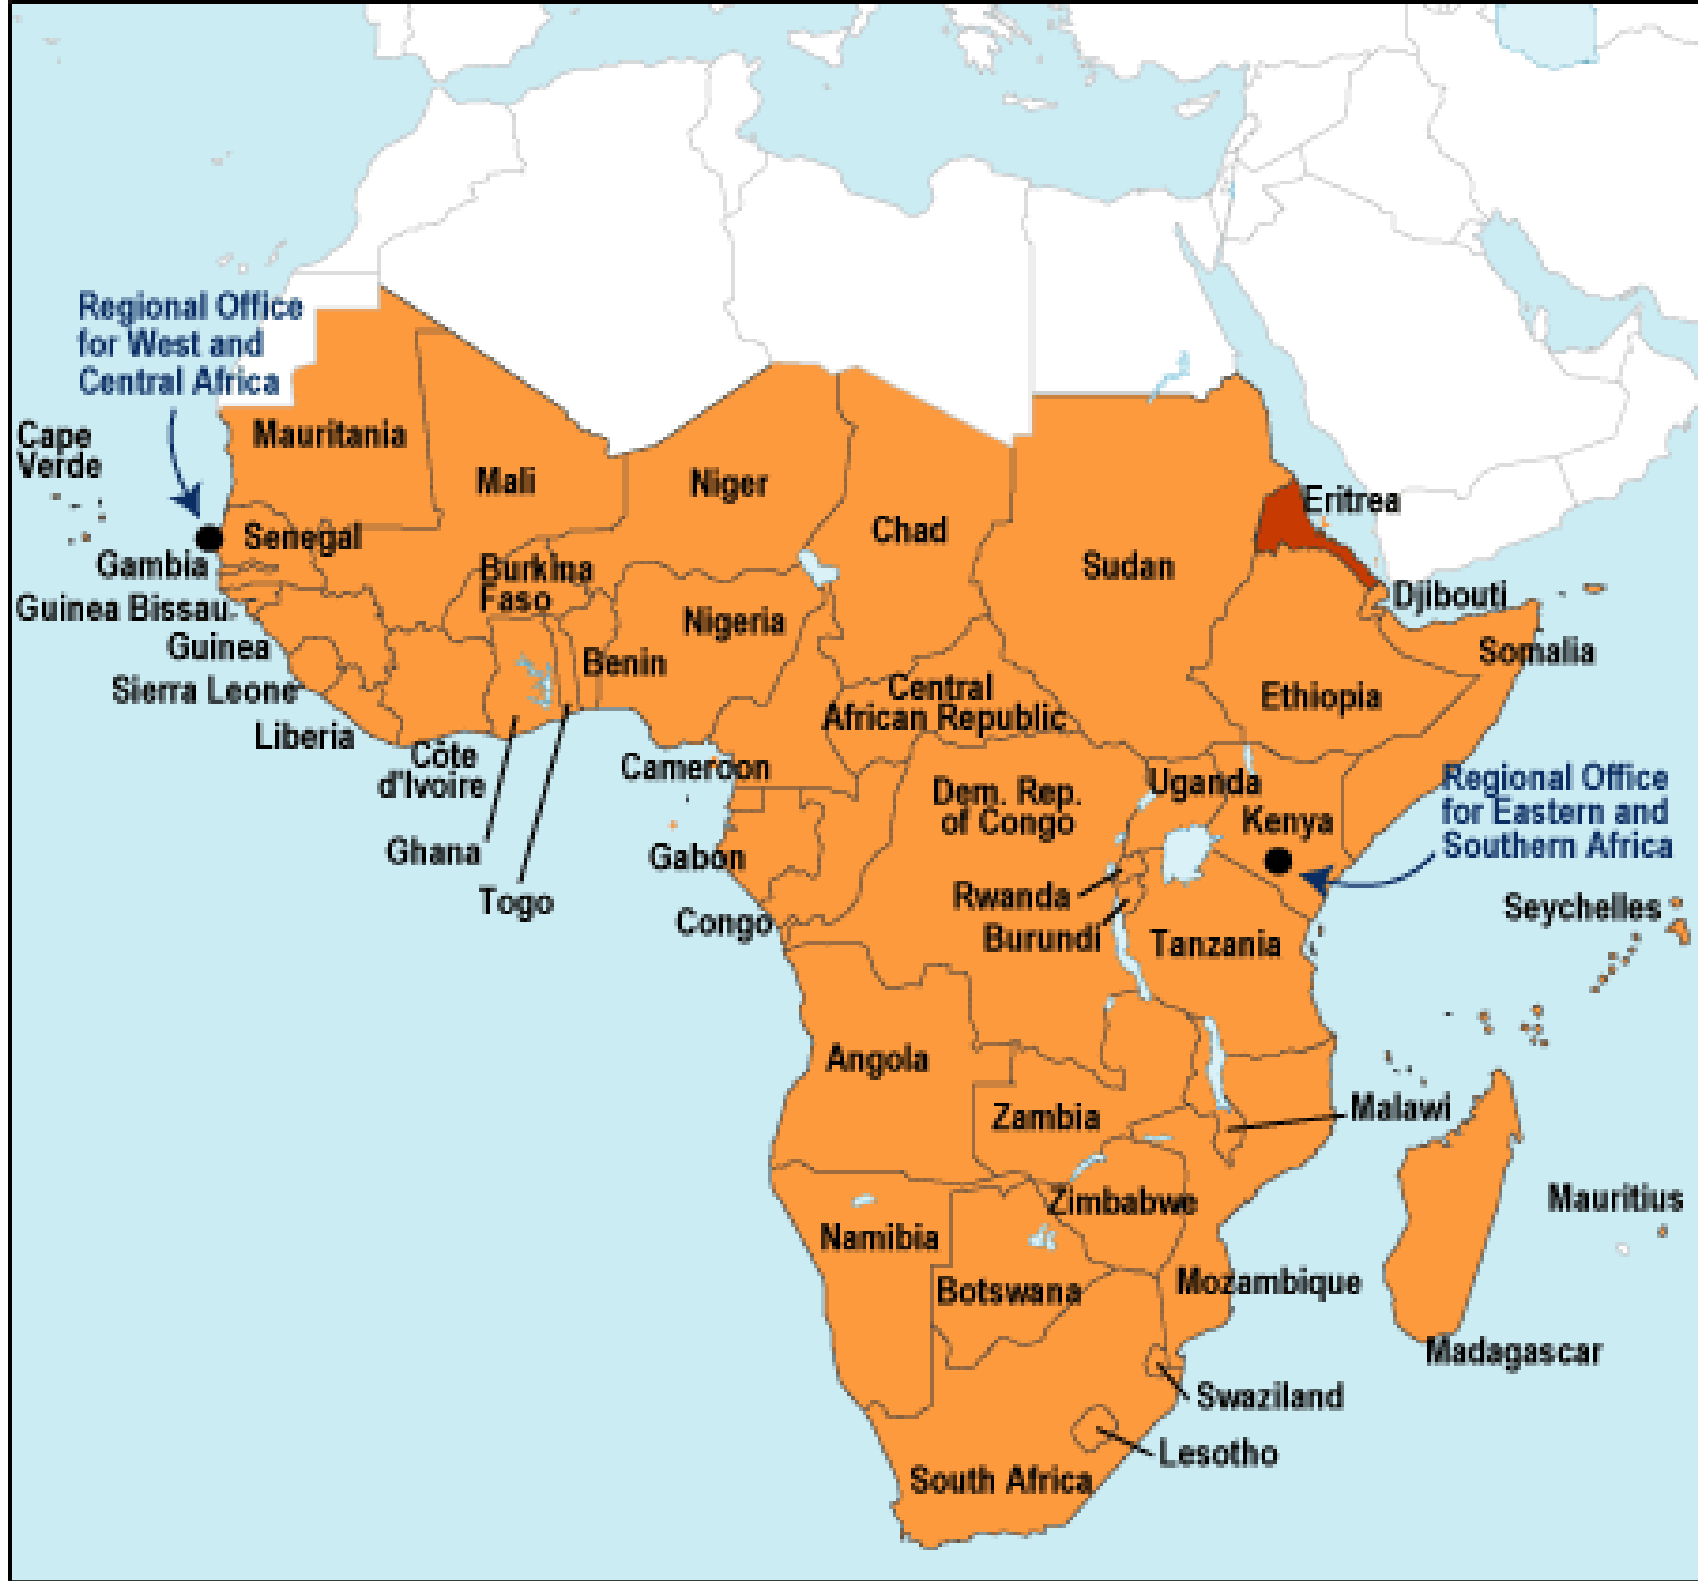 Regional Office
for West and
Central Africa
Cape
Verde
Mauritania
Mali
Niger
Chad
Sudan
Eritrea
Senegal
Gambia
Guinea Bissau
Guinea
Sierra Leone
Liberia
Côte
d'Ivoire
Burkina
Faso
Ghana
Togo
Benin
Nigeria
Cameroon
Central
African Republic
Djibouti
Somalia
Ethiopia
Uganda
Kenya
Regional Office
for Eastern and
Southern Africa
Dem. Rep.
of Congo
Gabon
Congo
Rwanda
Burundi
Tanzania
Seychelles
Angola
Zambia
Malawi
Zimbabwe
Mauritius
Namibia
Botswana
Mozambique
Madagascar
Swaziland
Lesotho
South Africa